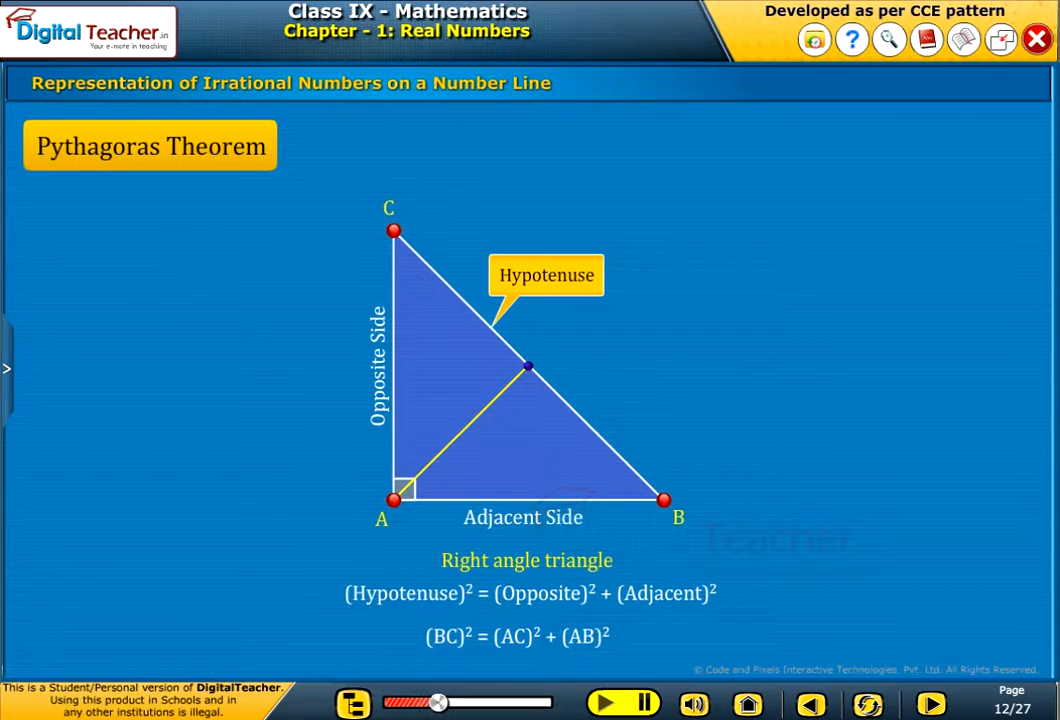 Digital Teacher.in
Your e-mate in teaching
Class IX - Mathematics
Chapter - 1: Real Numbers
Developed as per CCE pattern
?
Representation of Irrational Numbers on a Number Line
Pythagoras Theorem
C
Hypotenuse
Opposite Side
>
A
Adjacent Side
B
Teacher
Right angle triangle
(Hypotenuse)² = (Opposite)² + (Adjacent)²
(BC)² = (AC)² + (AB)²
© Code and Pixels Interactive Technologies Pvt. Ltd. All Rights Reserved.
This is a Student/Personal version of DigitalTeacher.
Using this product in Schools and in
any other institutions is illegal.
Page
12/27